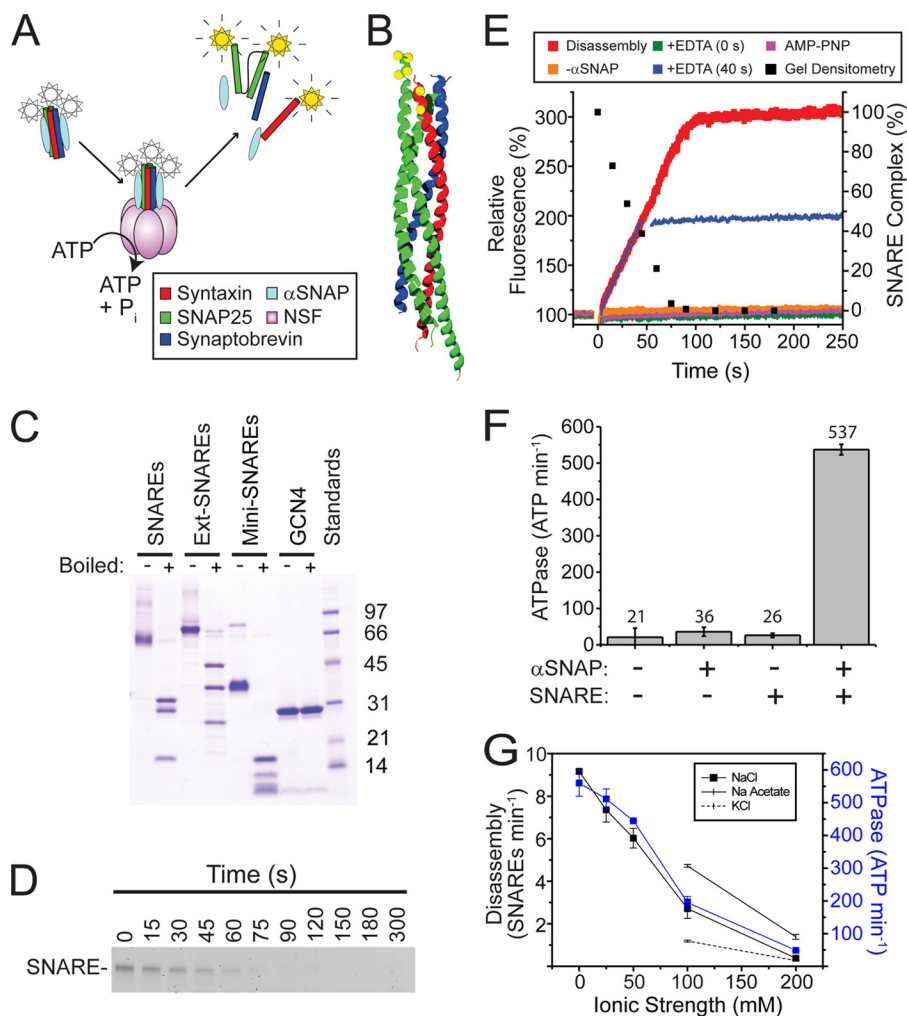 A
ATP
ATP
+ Pi
Syntaxin
αSNAP
SNAP25
NSF
Synaptobrevin
B
E
Disassembly
+EDTA (0 s)
AMP-PNP
-αSNAP
+EDTA (40 s)
Gel Densitometry
Relative
Fluorescence (%)
300
250
200
150
100
100
80
60
40
20
0
SNARE Complex (%)
0
50
100
150
200
250
Time (s)
C
SNAREs
Ext-SNAREs
Mini-SNAREs
GCN4
Standards
Boiled: - + - + - + - +
97
66
45
31
21
14
F
ATPase (ATP min-1)
600
500
400
300
200
100
0
21
36
26
537
αSNAP: - + - +
SNARE: - - + +
D
Time (s)
0 15 30 45 60 75 90 120 150 180 300
SNARE-
G
Disassembly
(SNAREs min-1)
10
8
6
4
2
NaCl
Na Acetate
KCl
600
500
400
300
200
100
50
ATPase (ATP min-1)
0
50
100
150
200
Ionic Strength (mM)